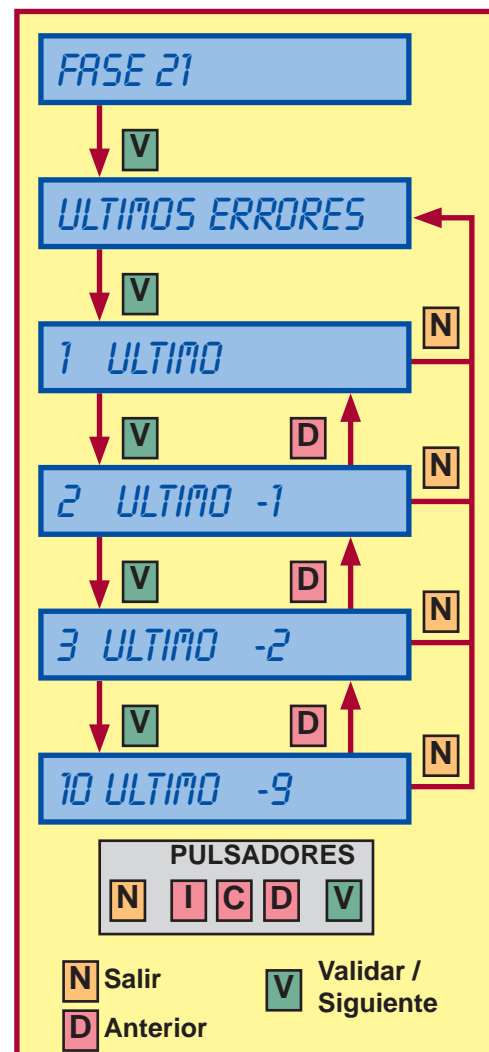 FASE 21
V
ULTIMOS ERRORES
V
N
1 ULTIMO
V D
N
2 ULTIMO -1
V D
N
3 ULTIMO -2
V D
N
10 ULTIMO -9
PULSADORES
N I C D V
N Salir
V Validar /
Siguiente
D Anterior